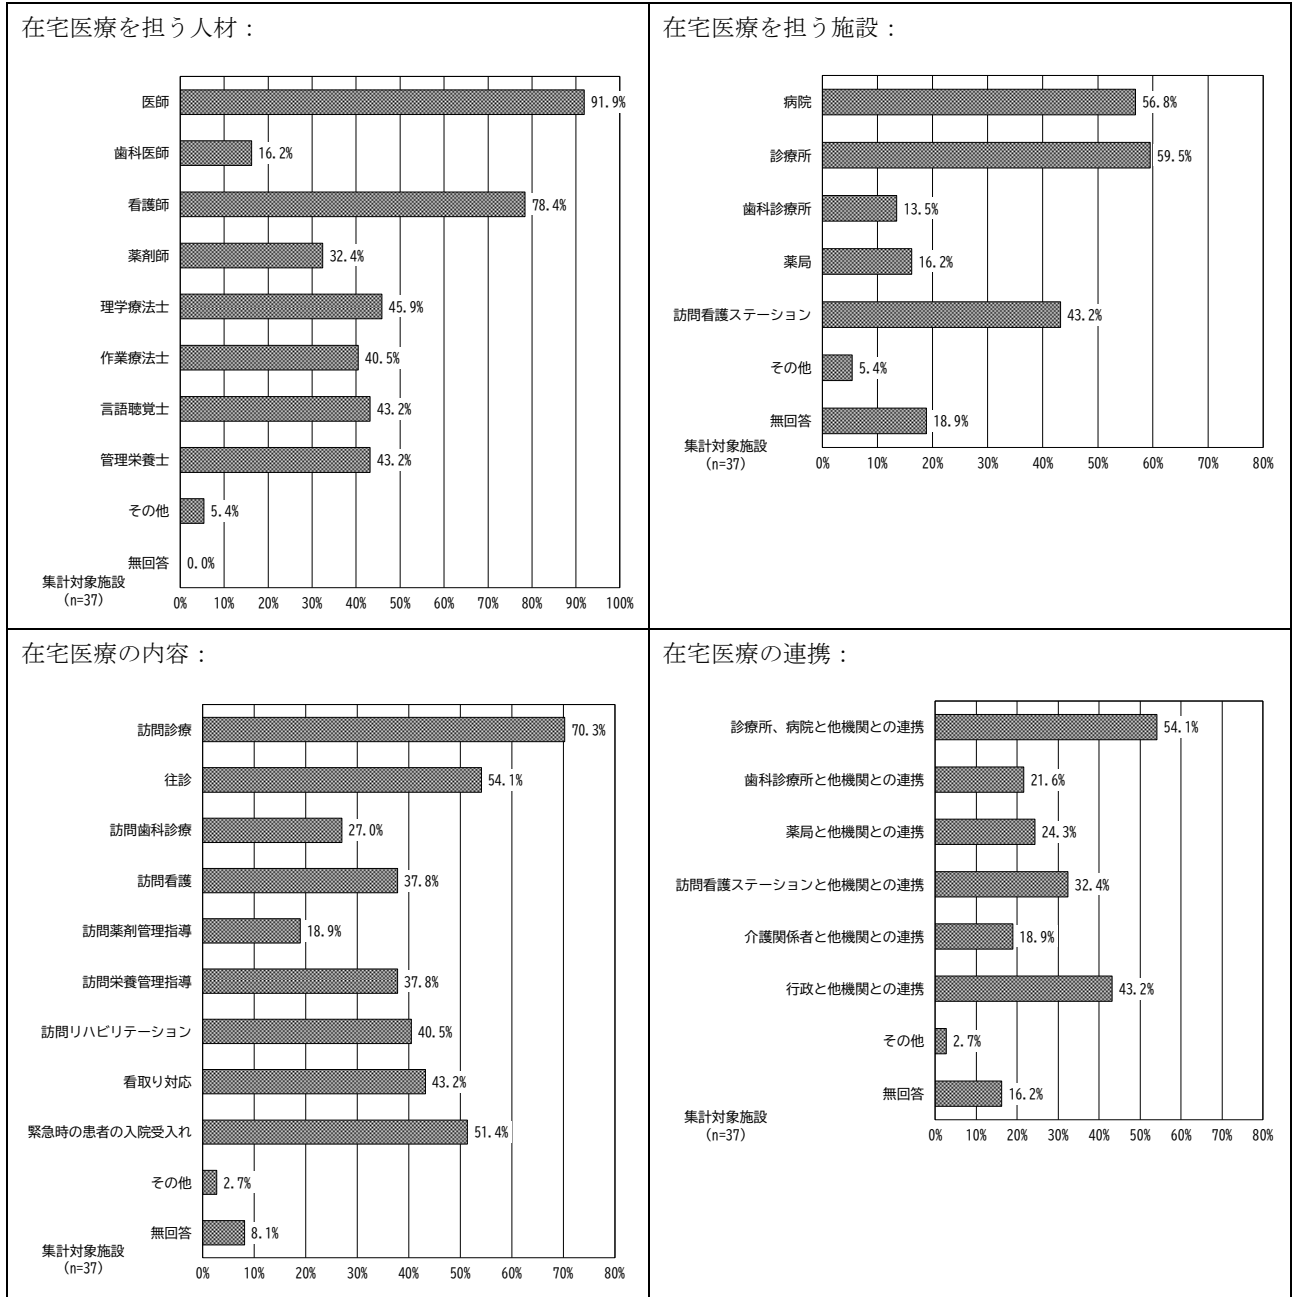 在宅医療を担う人材：
医師 91.9%
歯科医師 16.2%
看護師 78.4%
薬剤師 32.4%
理学療法士 45.9%
作業療法士 40.5%
言語聴覚士 43.2%
管理栄養士 43.2%
その他 5.4%
無回答 0.0%
集計対象施設
(n=37)
0% 10% 20% 30% 40% 50% 60% 70% 80% 90% 100%
在宅医療を担う施設：
病院 56.8%
診療所 59.5%
歯科診療所 13.5%
薬局 16.2%
訪問看護ステーション 43.2%
その他 5.4%
無回答 18.9%
集計対象施設
(n=37)
0% 10% 20% 30% 40% 50% 60% 70% 80%
在宅医療の内容：
訪問診療 70.3%
往診 54.1%
訪問歯科診療 27.0%
訪問看護 37.8%
訪問薬剤管理指導 18.9%
訪問栄養管理指導 37.8%
訪問リハビリテーション 40.5%
看取り対応 43.2%
緊急時の患者の入院受入れ 51.4%
その他 2.7%
無回答 8.1%
集計対象施設
(n=37)
0% 10% 20% 30% 40% 50% 60% 70% 80%
在宅医療の連携：
診療所、病院と他機関との連携 54.1%
歯科診療所と他機関との連携 21.6%
薬局と他機関との連携 24.3%
訪問看護ステーションと他機関との連携 32.4%
介護関係者と他機関との連携 18.9%
行政と他機関との連携 43.2%
その他 2.7%
無回答 16.2%
集計対象施設
(n=37)
0% 10% 20% 30% 40% 50% 60% 70% 80%